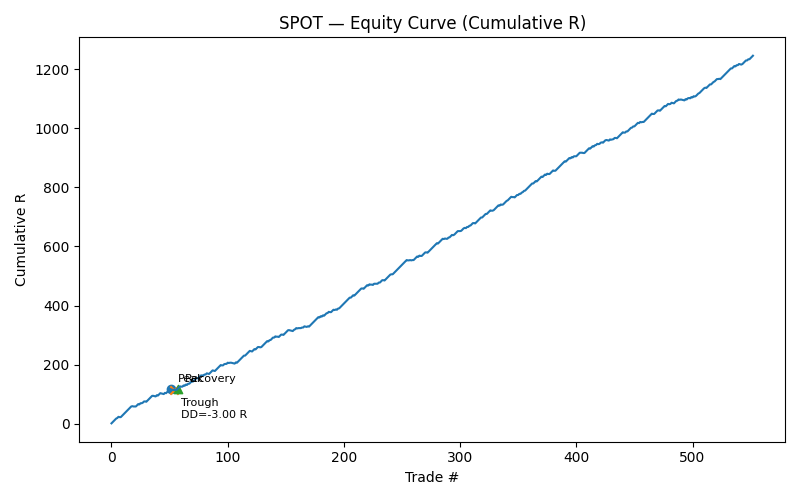 SPOT — Equity Curve (Cumulative R)
Cumulative R
1200
1000
800
600
400
200
0
Peak
Recovery
Trough
DD=-3.00 R
0 100 200 300 400 500
Trade #